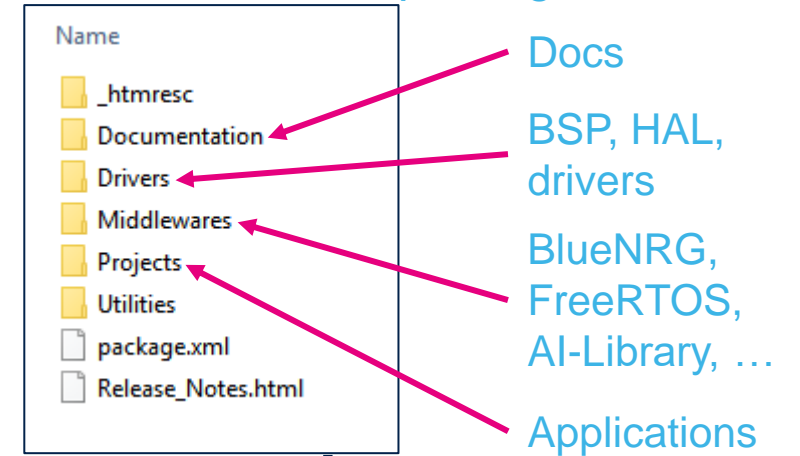 Name
_htmresc
Documentation
Drivers
Middlewares
Projects
Utilities
package.xml
Release_Notes.html
Docs
BSP, HAL,
drivers
BlueNRG,
FreeRTOS,
AI-Library, …
Applications